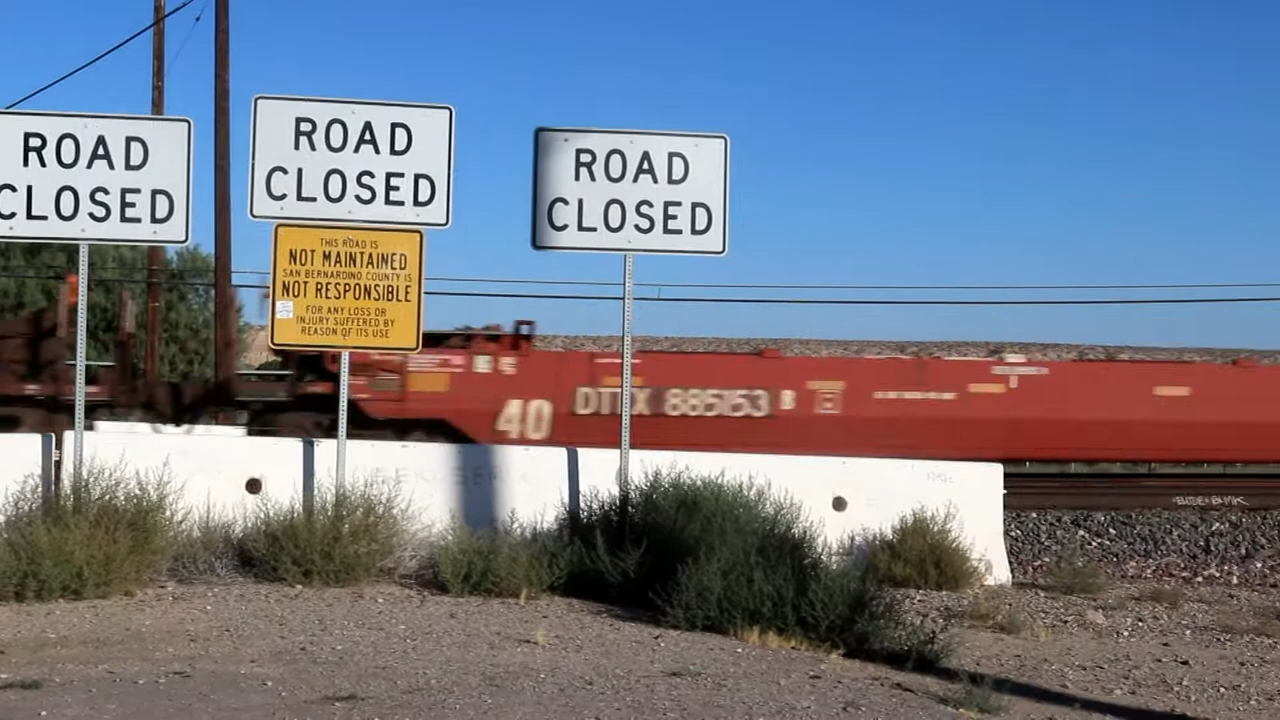 ROAD
CLOSED
ROAD
CLOSED
THIS ROAD IS
NOT MAINTAINED
SAN BERNARDINO COUNTY IS
NOT RESPONSIBLE
FOR ANY LOSS OR
INJURY SUFFERED BY
REASON OF ITS USE
ROAD
CLOSED
40
DTTX 885153 B